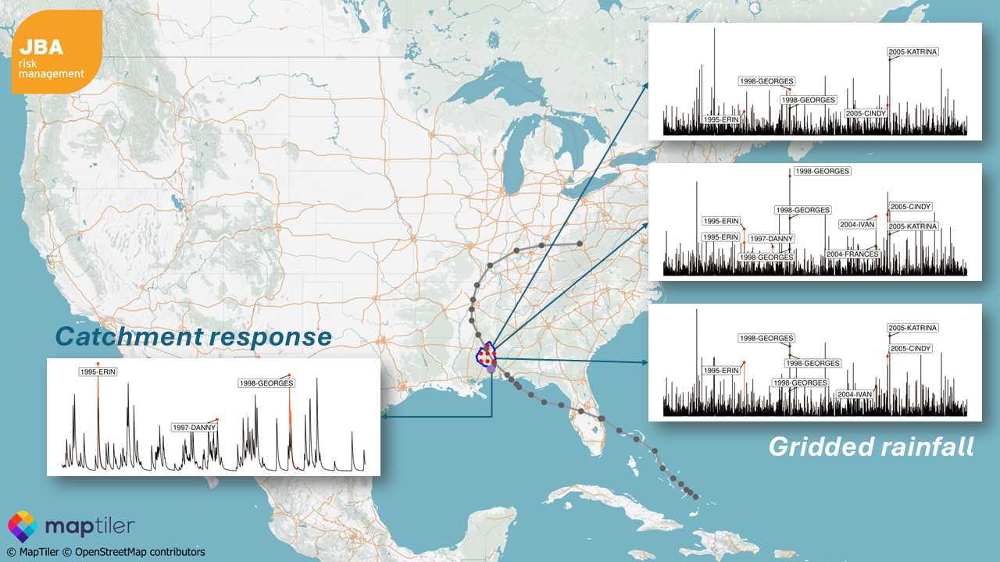 JBA
risk
management
2005-KATRINA
1998-GEORGES
1998-GEORGES
2005-CINDY
1995-ERIN
1998-GEORGES
2005-CINDY
1998-GEORGES
1995-ERIN
2004-IVAN
2005-KATRINA
1995-ERIN
1997-DANNY
2004-FRANCES
1998-GEORGES
2005-KATRINA
1998-GEORGES
2005-CINDY
1998-GEORGES
1995-ERIN
1998-GEORGES
2004-IVAN
Gridded rainfall
Catchment response
1995-ERIN
1998-GEORGES
1997-DANNY
maptiler
© MapTiler © OpenStreetMap contributors